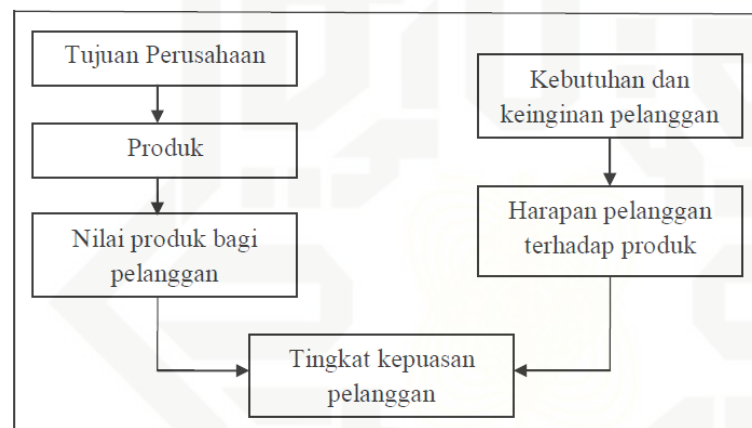 Tujuan Perusahaan
Produk
Nilai produk bagi
pelanggan
Kebutuhan dan
keinginan pelanggan
Harapan pelanggan
terhadap produk
Tingkat kepuasan
pelanggan